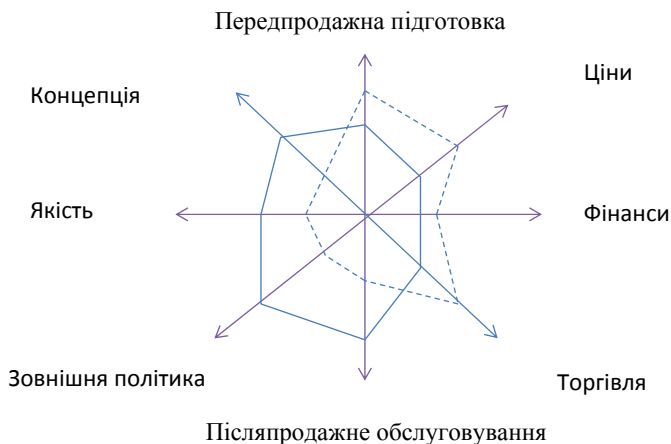 Передпродажна підготовка
Ціни
Концепція
Якість
Фінанси
Зовнішня політика
Торгівля
Післяпродажне обслуговування